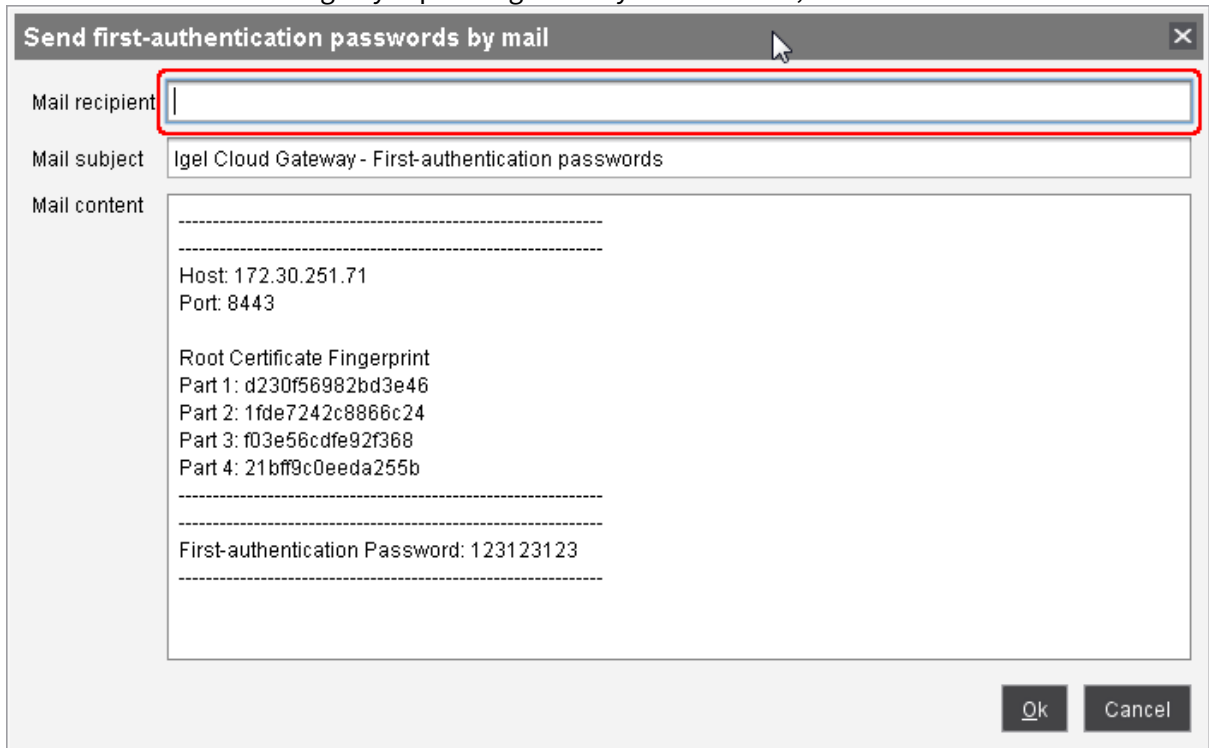 Send first-authentication passwords by mail
Mail recipient
Mail subject Igel Cloud Gateway - First-authentication passwords
Mail content
---------------------------------------------------------------
---------------------------------------------------------------
Host: 172.30.251.71
Port: 8443
Root Certificate Fingerprint
Part 1: d230f56982bd3e46
Part 2: 1fde7242c8866c24
Part 3: f03e56cdfe92f368
Part 4: 21bff9c0eeda255b
---------------------------------------------------------------
---------------------------------------------------------------
First-authentication Password: 123123123
---------------------------------------------------------------
Ok Cancel